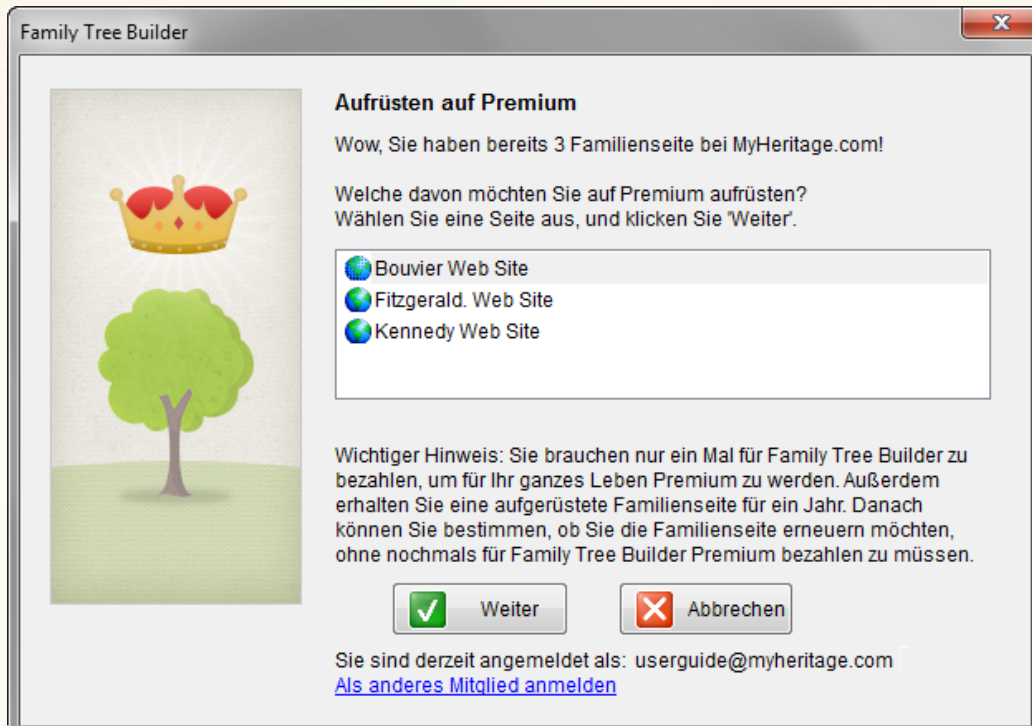 Family Tree Builder
Aufrüsten auf Premium
Wow, Sie haben bereits 3 Familienseite bei MyHeritage.com!
Welche davon möchten Sie auf Premium aufrüsten?
Wählen Sie eine Seite aus, und klicken Sie 'Weiter'.
Bouvier Web Site
Fitzgerald. Web Site
Kennedy Web Site
Wichtiger Hinweis: Sie brauchen nur ein Mal für Family Tree Builder zu
bezahlen, um für Ihr ganzes Leben Premium zu werden. Außerdem
erhalten Sie eine aufgerüstete Familienseite für ein Jahr. Danach
können Sie bestimmen, ob Sie die Familienseite erneuern möchten,
ohne nochmals für Family Tree Builder Premium bezahlen zu müssen.
Weiter
Abbrechen
Sie sind derzeit angemeldet als: userguide@myheritage.com
Als anderes Mitglied anmelden